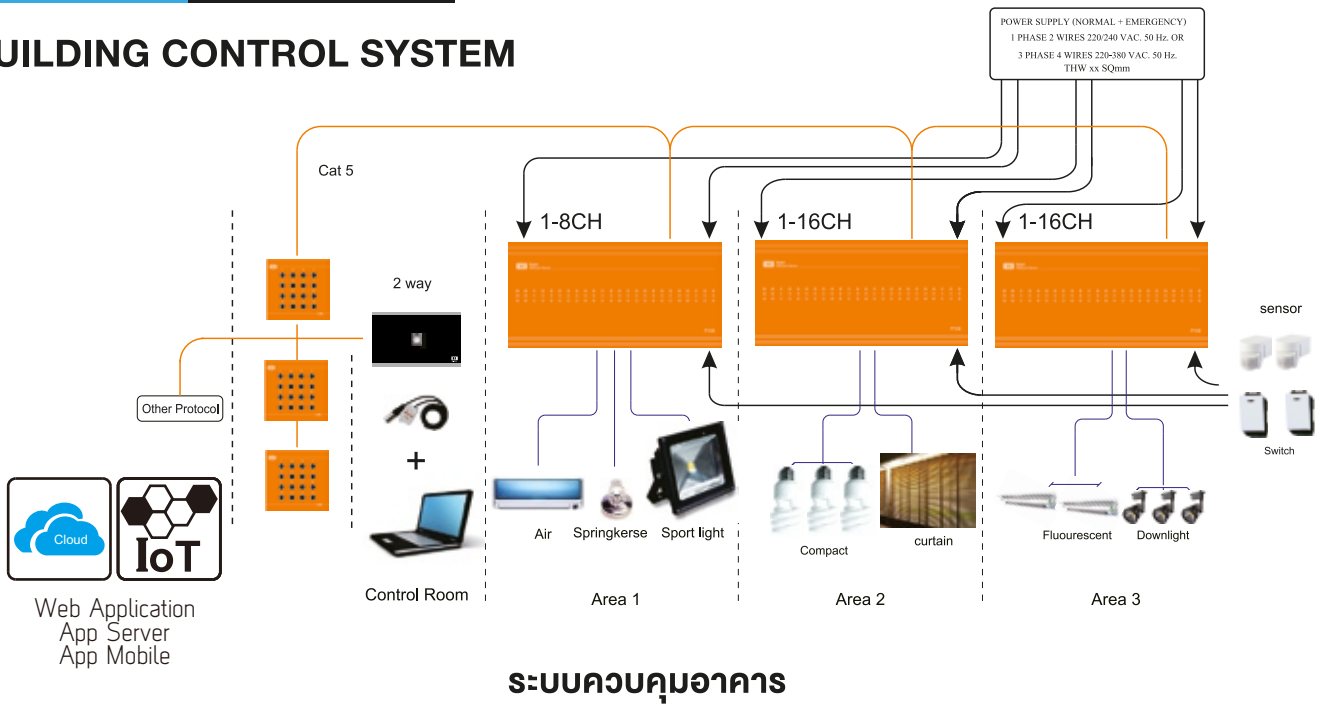 UILDING CONTROL SYSTEM
POWER SUPPLY (NORMAL + EMERGENCY)
1 PHASE 2 WIRES 220/240 VAC. 50 Hz. OR
3 PHASE 4 WIRES 220-380 VAC. 50 Hz.
THW xx SQmm
Cat 5
1-8CH
1-16CH
1-16CH
2 way
sensor
Other Protocol
Switch
+
Cloud
IoT
Air
Springkerse
Sport light
Compact
curtain
Fluourescent
Downlight
Control Room
Area 1
Area 2
Area 3
Web Application
App Server
App Mobile
ระบบควบคุมอาคาร